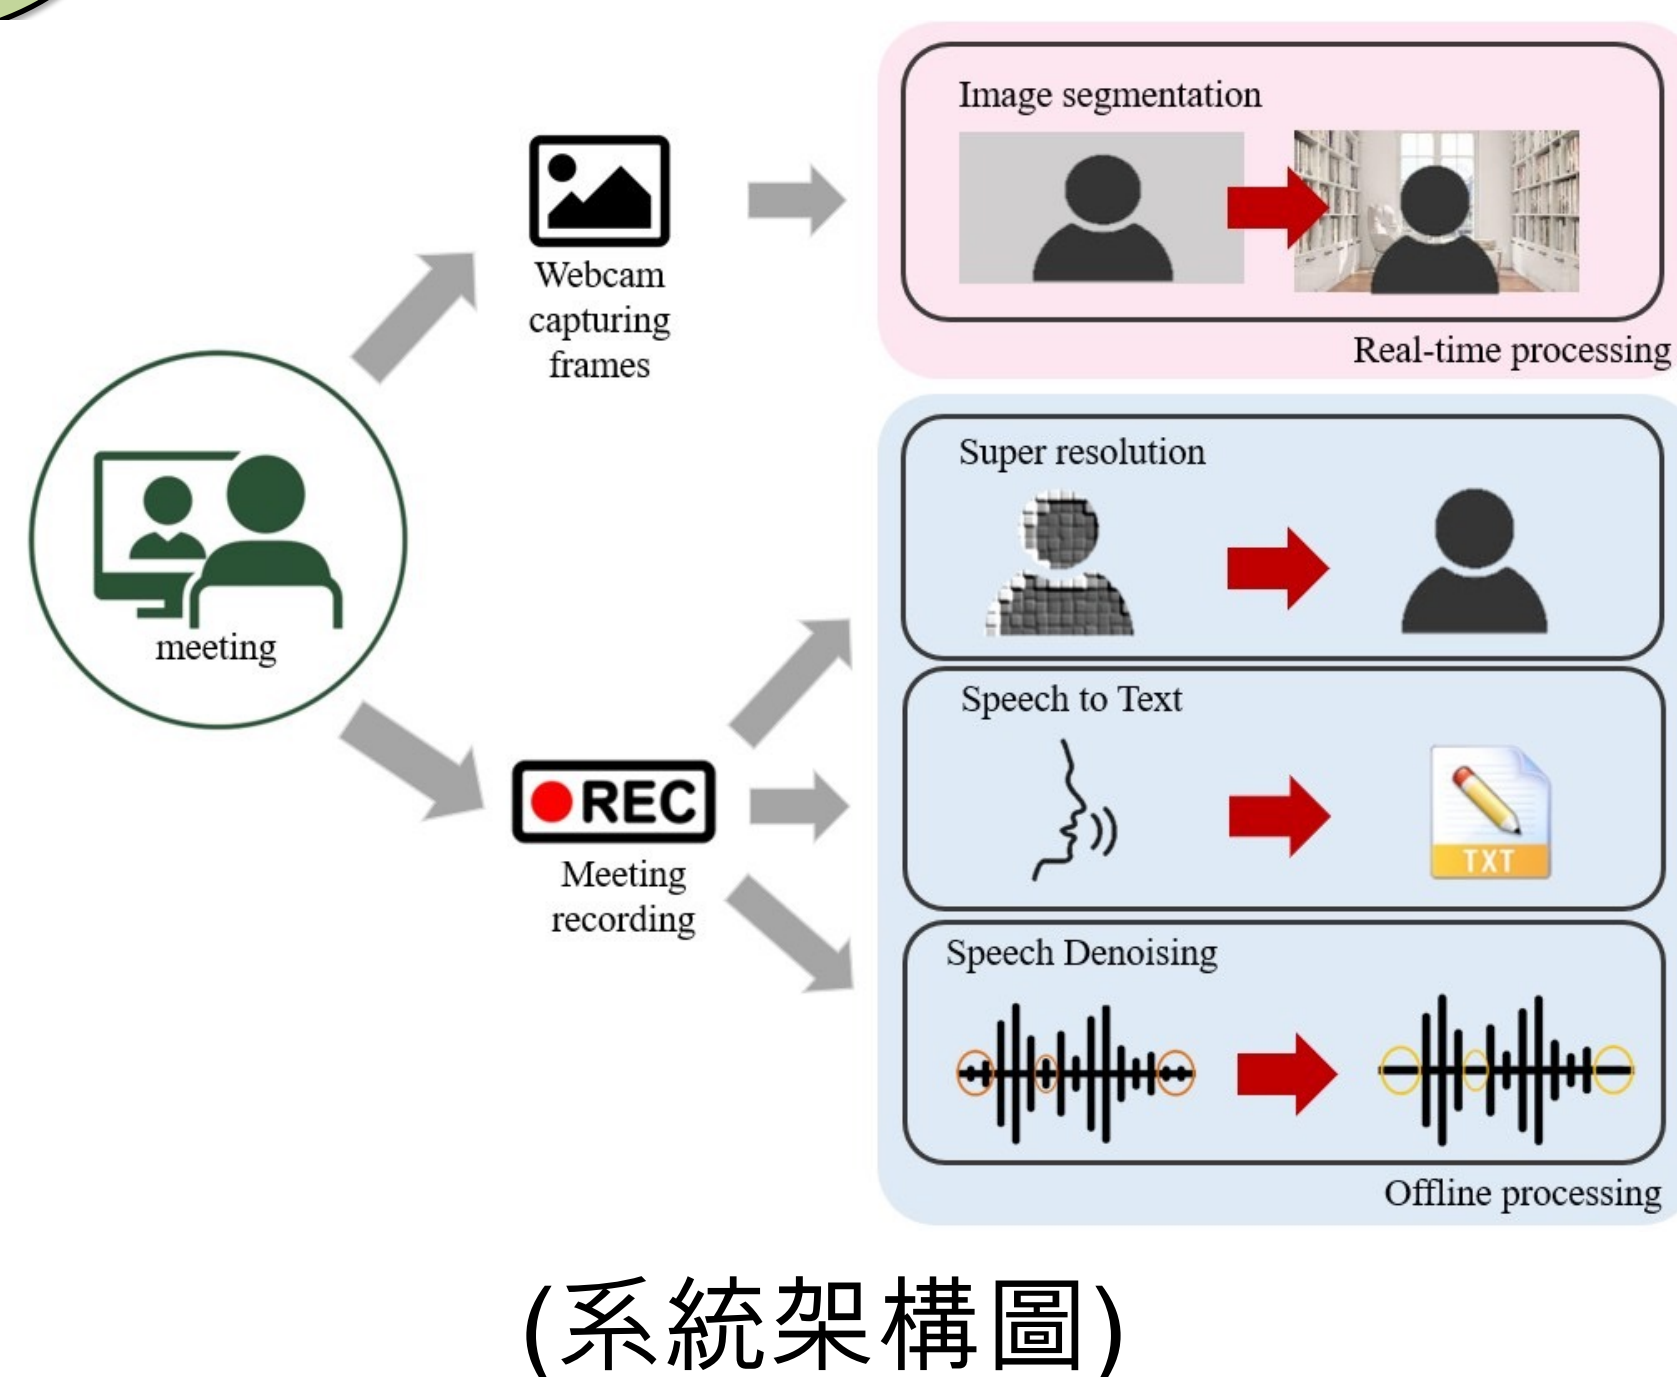 Image segmentation
Webcam
capturing
frames
Real-time processing
meeting
Super resolution
Speech to Text
TXT
REC
Meeting
recording
Speech Denoising
Offline processing
(系統架構圖)